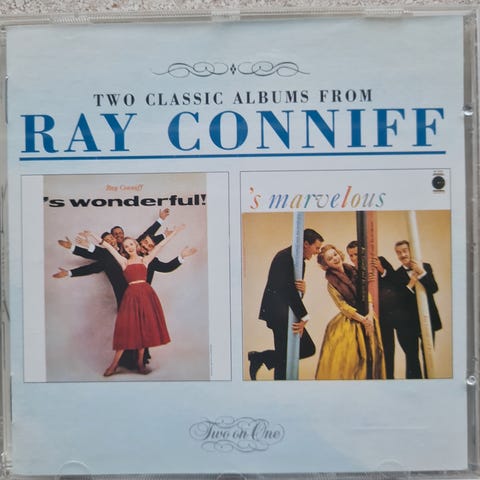 TWO CLASSIC ALBUMS FROM
RAY CONNIFF
Ray Conniff
's wonderful!
's marvelous
Two on One